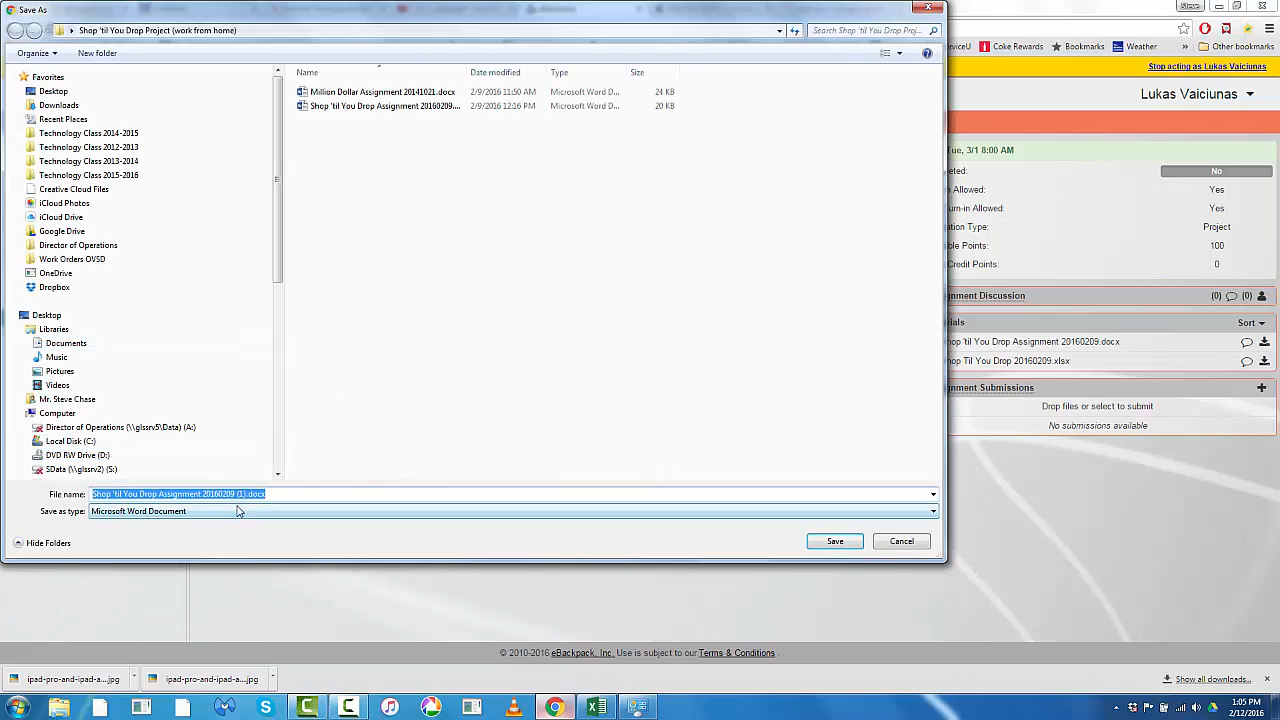 Save As
Steve
Shop 'til You Drop Project (work from home)
Search Shop 'til You Drop Proj...
Organize
New folder
Coke Rewards
Bookmarks
Weather
»
Other bookmarks
Stop acting as Lukas Vaiciunas
Lukas Vaiciunas
Name
Date modified
Type
Size
Million Dollar Assignment 20141021.docx
2/9/2016 11:50 AM
Microsoft Word D...
24 KB
Shop 'til You Drop Assignment 20160209....
2/9/2016 12:16 PM
Microsoft Word D...
20 KB
Favorites
Desktop
Downloads
Recent Places
Technology Class 2014-2015
Technology Class 2012-2013
Technology Class 2013-2014
Technology Class 2015-2016
Creative Cloud Files
iCloud Photos
iCloud Drive
Google Drive
Director of Operations
Work Orders OVSD
OneDrive
Dropbox
Desktop
Libraries
Documents
Music
Pictures
Videos
Mr. Steve Chase
Computer
Director of Operations (\\glssrv5\Data) (A:)
Local Disk (C:)
DVD RW Drive (D:)
SData (\\glssrv2) (S:)
Tue, 3/1 8:00 AM
No
Allowed:
Yes
Allowed:
Yes
Type:
Project
Points:
100
Credit Points:
0
Discussion
(0)
(0)
Sort
'til You Drop Assignment 20160209.docx
Til You Drop 20160209.xlsx
Submissions
Drop files or select to submit
No submissions available
File name:
Shop 'til You Drop Assignment 20160209 (1).docx
Save as type:
Microsoft Word Document
Hide Folders
Save
Cancel
© 2010-2016 eBackpack, Inc. Use is subject to our Terms & Conditions.
ipad-pro-and-ipad-a....jpg
ipad-pro-and-ipad-a....jpg
Show all downloads...
1:05 PM
2/12/2016